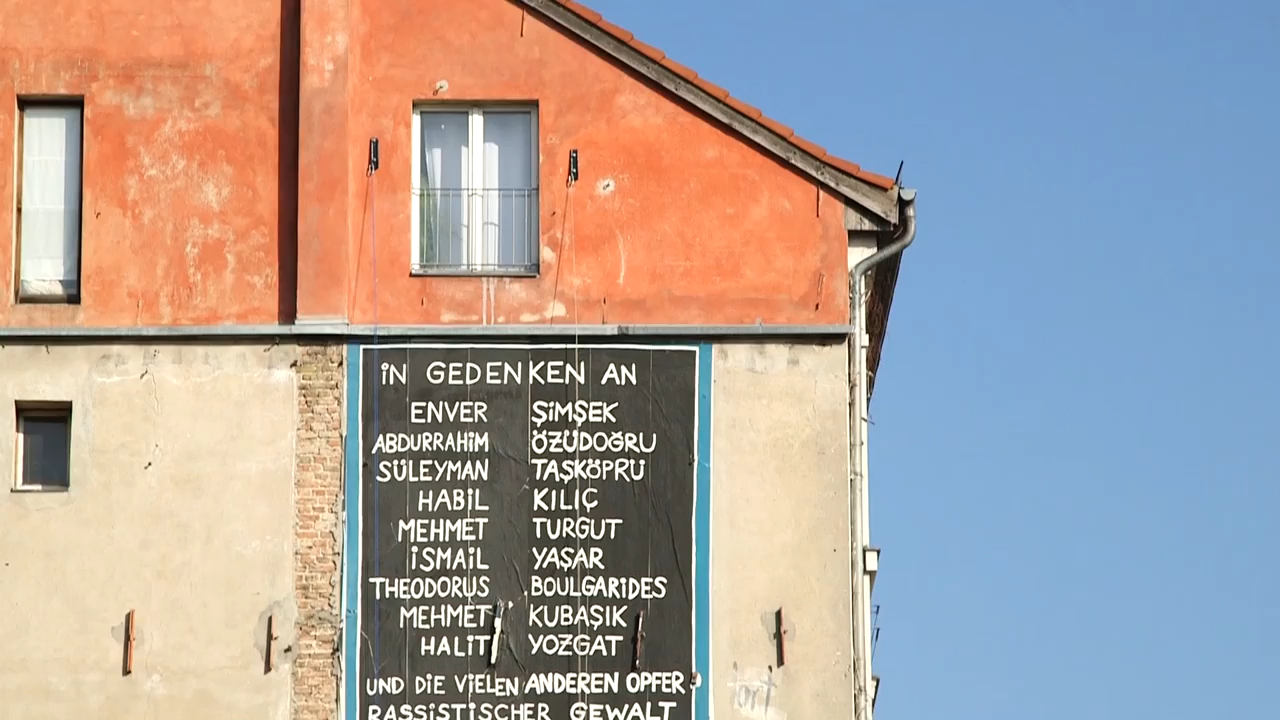 iN GEDENKEN AN
ENVER ŞiMŞEK
ABDURRAHiM ÖZÜDOĞRU
SÜLEYMAN TAŞKÖPRÜ
HABiL KILIÇ
MEHMET TURGUT
iSMAiL YAŞAR
THEODORUS BOULGARiDES
MEHMET KUBAŞIK
HALiT YOZGAT
UND DiE ViELEN ANDEREN OPFER
RASSiSTiSCHER GEWALT